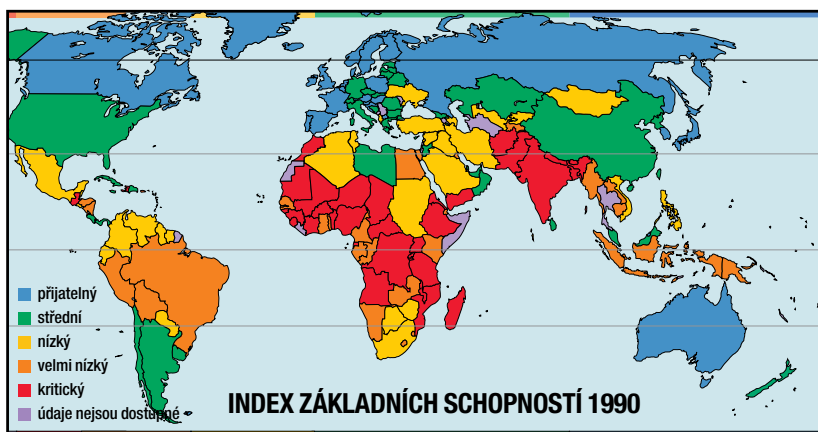 přijatelný
střední
nízký
velmi nízký
kritický
údaje nejsou dostupné
INDEX ZÁKLADNÍCH SCHOPNOSTÍ 1990